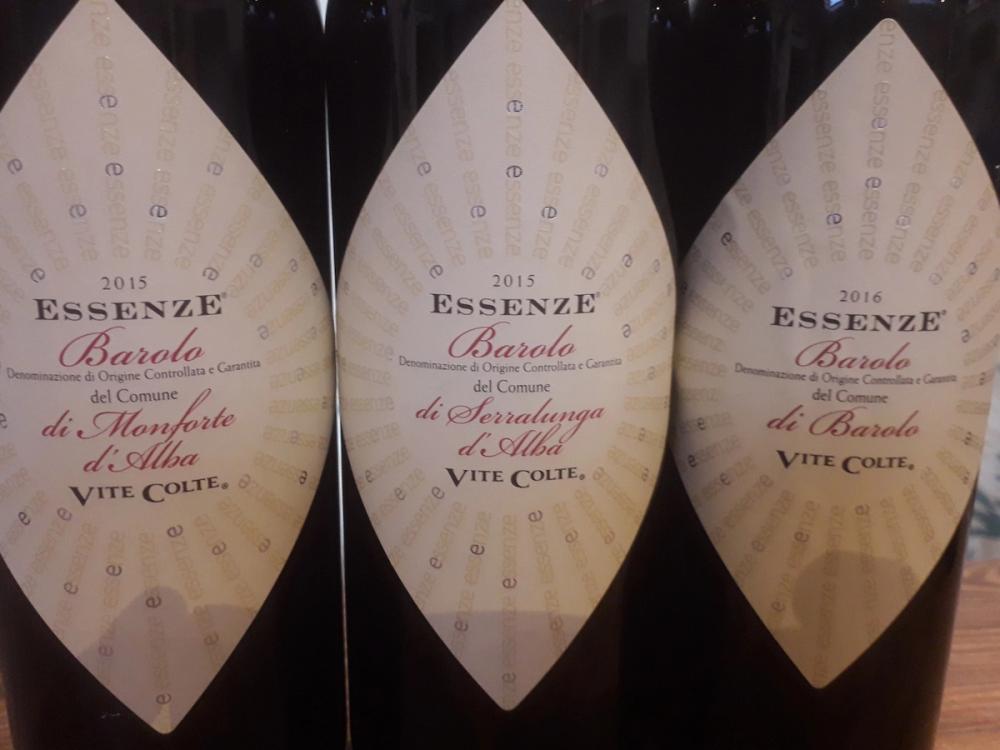 2015
ESSENZE®
Barolo
Denominazione di Origine Controllata e Garantita
del Comune
di Monforte
d'Alba
VITE COLTE®
2015
ESSENZE®
Barolo
Denominazione di Origine Controllata e Garantita
del Comune
di Serralunga
d'Alba
VITE COLTE®
2016
ESSENZE®
Barolo
Denominazione di Origine Controllata e Garantita
del Comune
di Barolo
VITE COLTE®